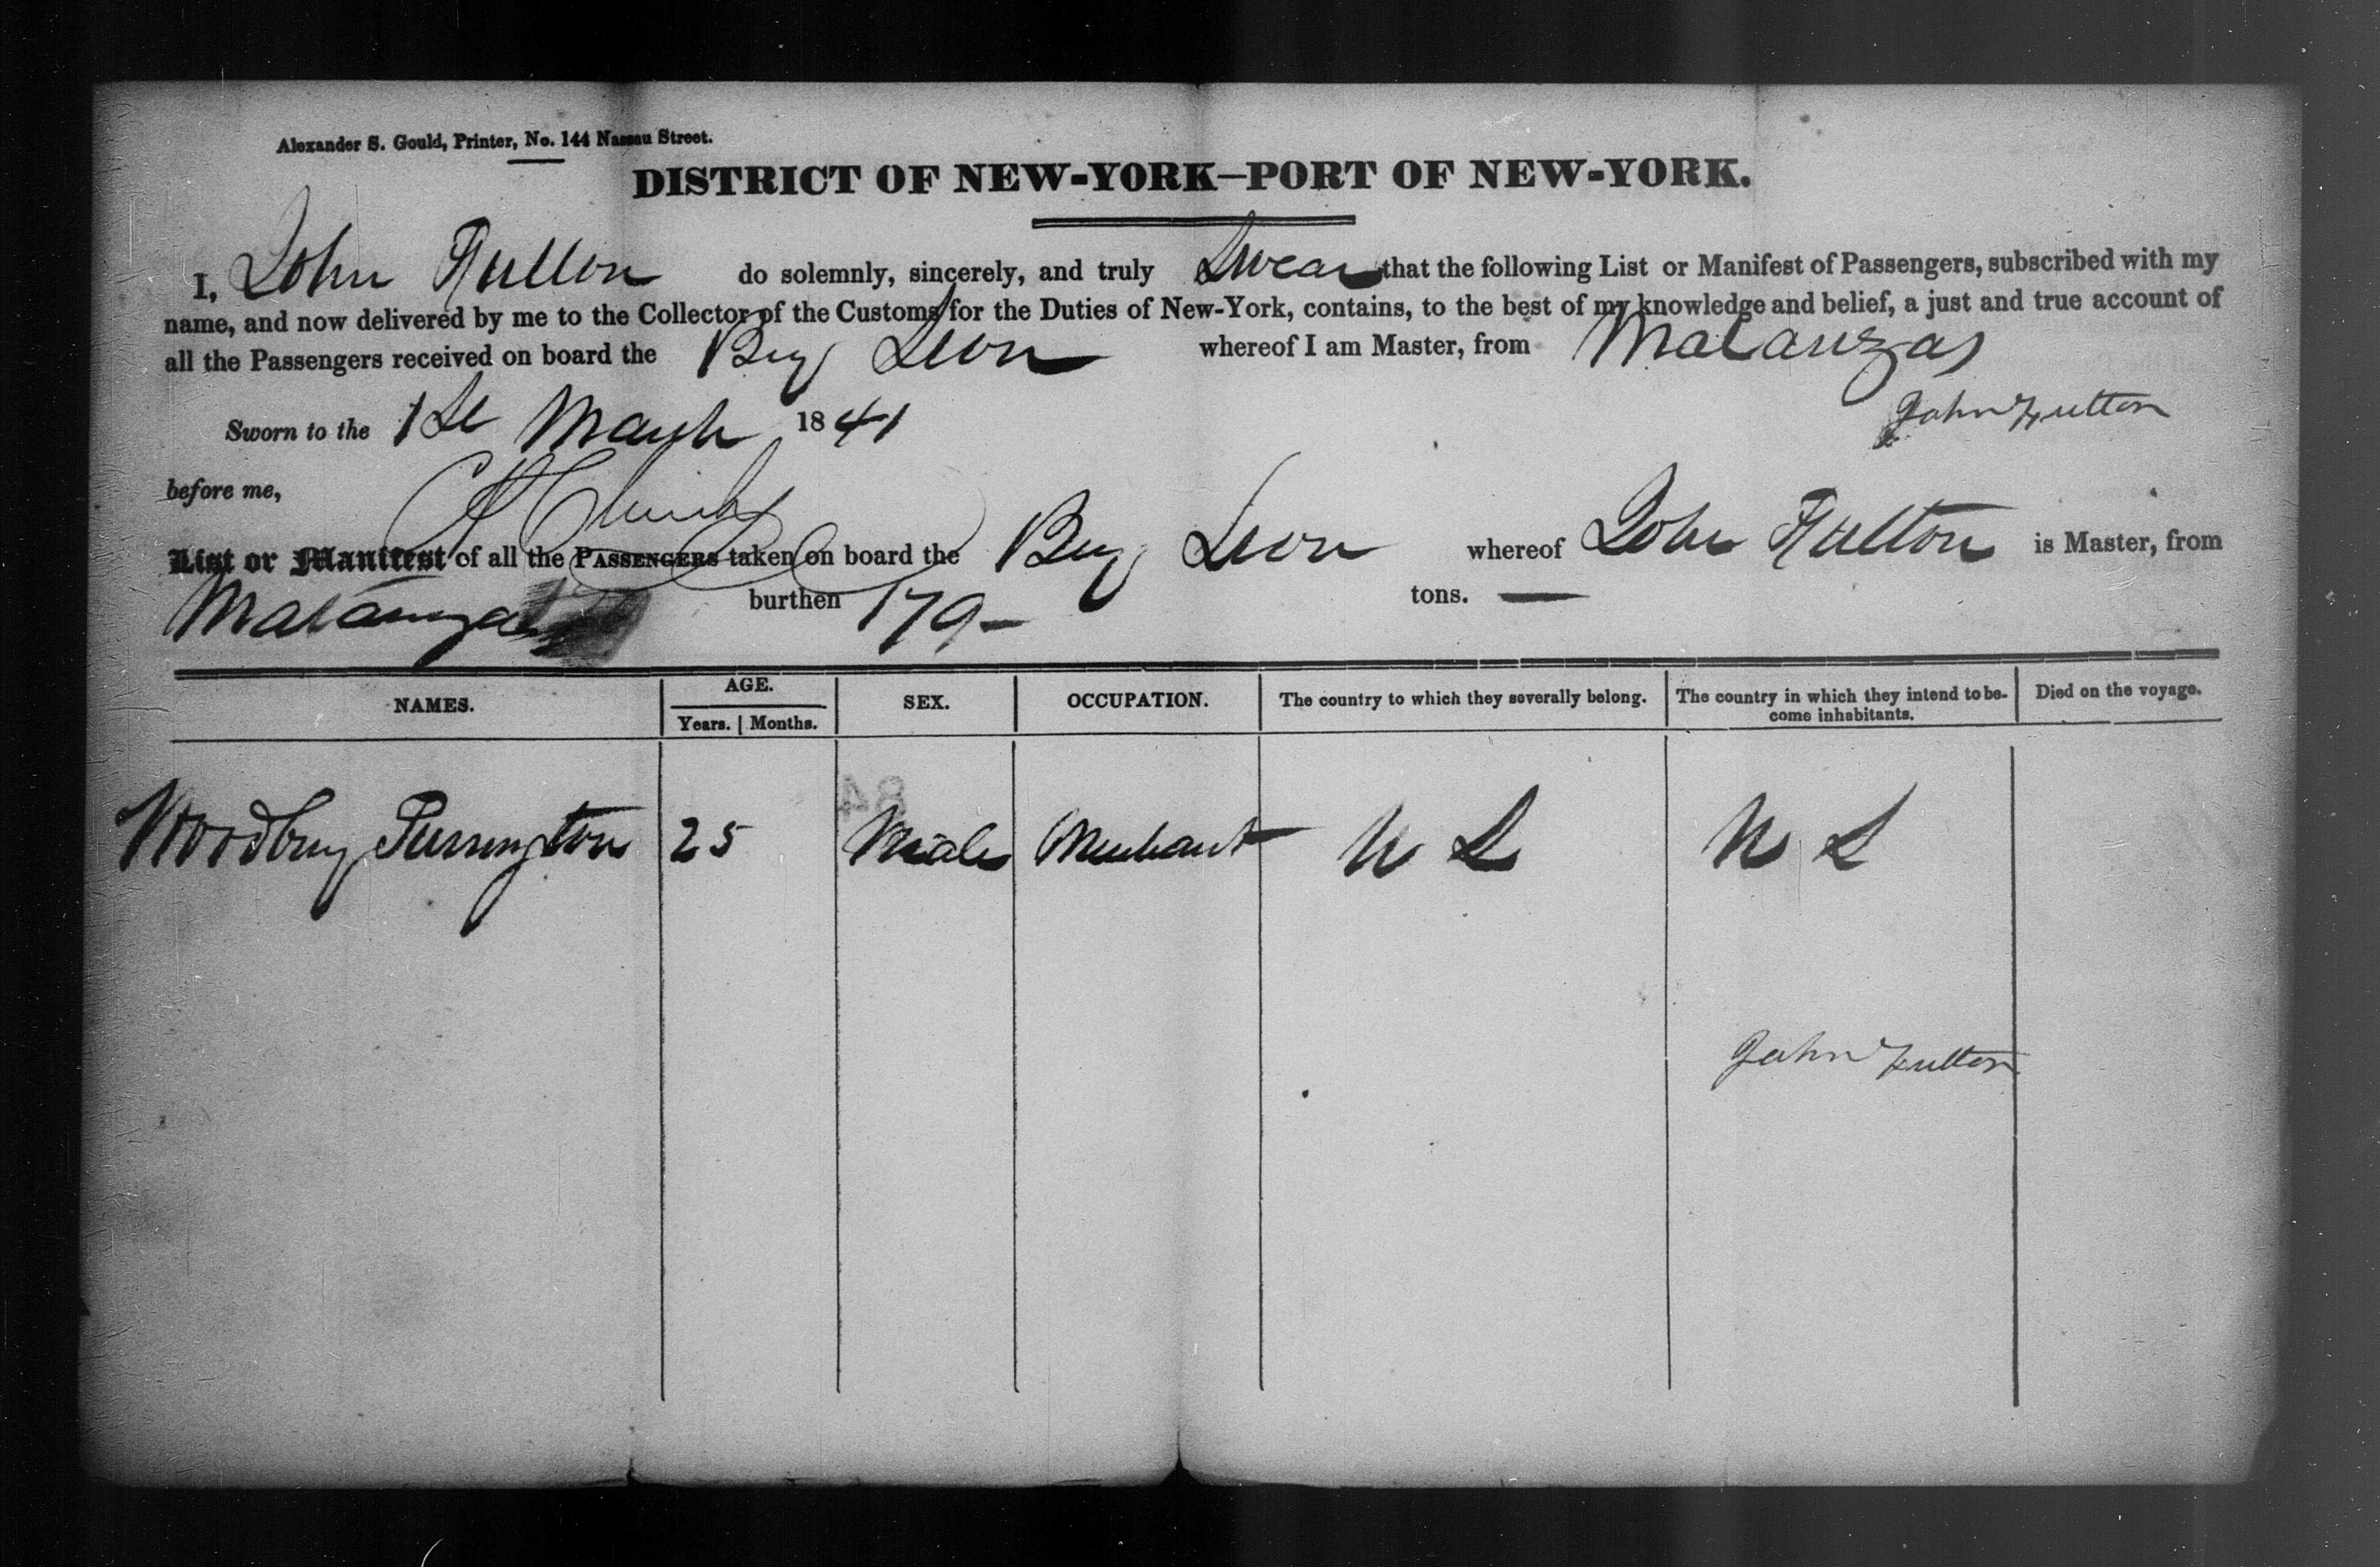 Alexander S. Gould, Printer, No. 144 Nassau Street.
DISTRICT OF NEW-YORK—PORT OF NEW-YORK.
I, John Fulton do solemnly, sincerely, and truly Swear that the following List or Manifest of Passengers, subscribed with my
name, and now delivered by me to the Collector of the Customs for the Duties of New-York, contains, to the best of my knowledge and belief, a just and true account of
all the Passengers received on board the Brig Leon whereof I am Master, from Matanzas
Sworn to the 1st March 1841 John Fulton
before me,
List or Manifest of all the PASSENGERS taken on board the Brig Leon whereof John Fulton is Master, from
Matanzas burthen 179 — tons. —
NAMES. AGE. Years. Months. SEX. OCCUPATION. The country to which they severally belong. The country in which they intend to be-
come inhabitants. Died on the voyage.
84
Woodbury Purrington 25 Male Merchant U S U S
John Fulton